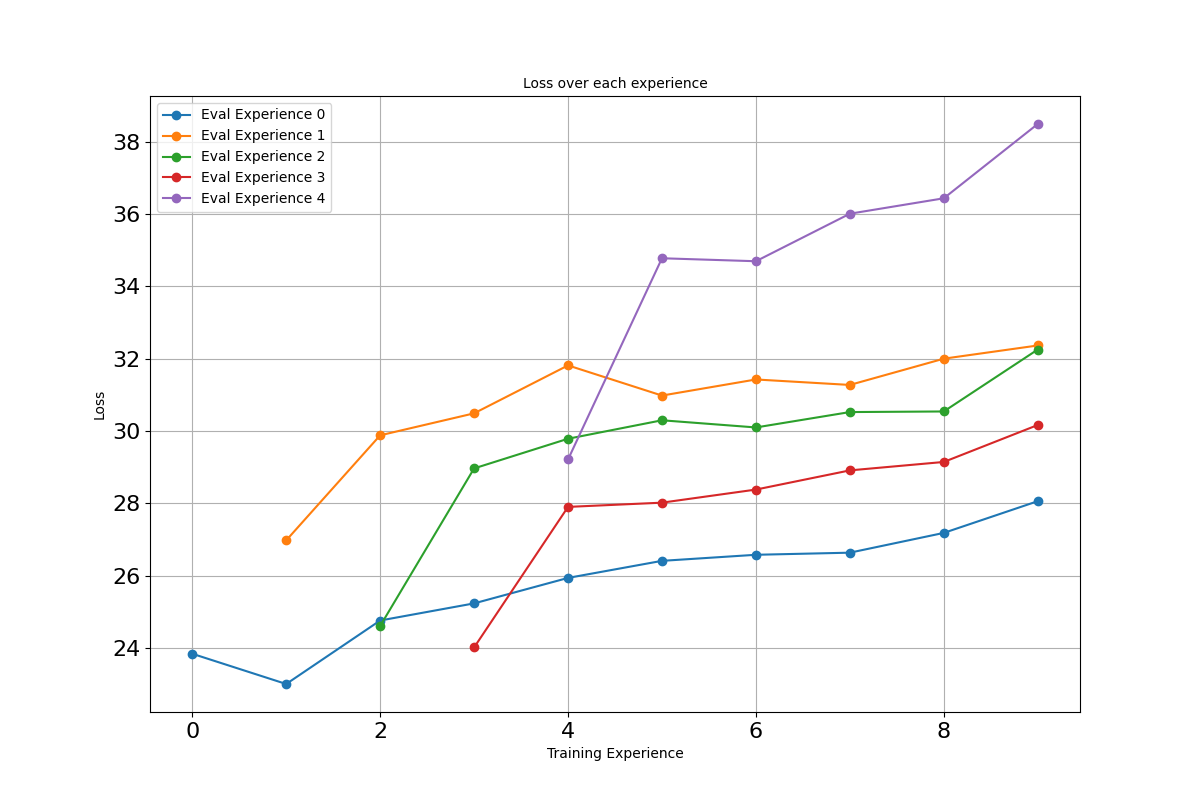 Loss over each experience
Eval Experience 0
Eval Experience 1
Eval Experience 2
Eval Experience 3
Eval Experience 4
38
36
34
32
30
28
26
24
Loss
0 2 4 6 8
Training Experience